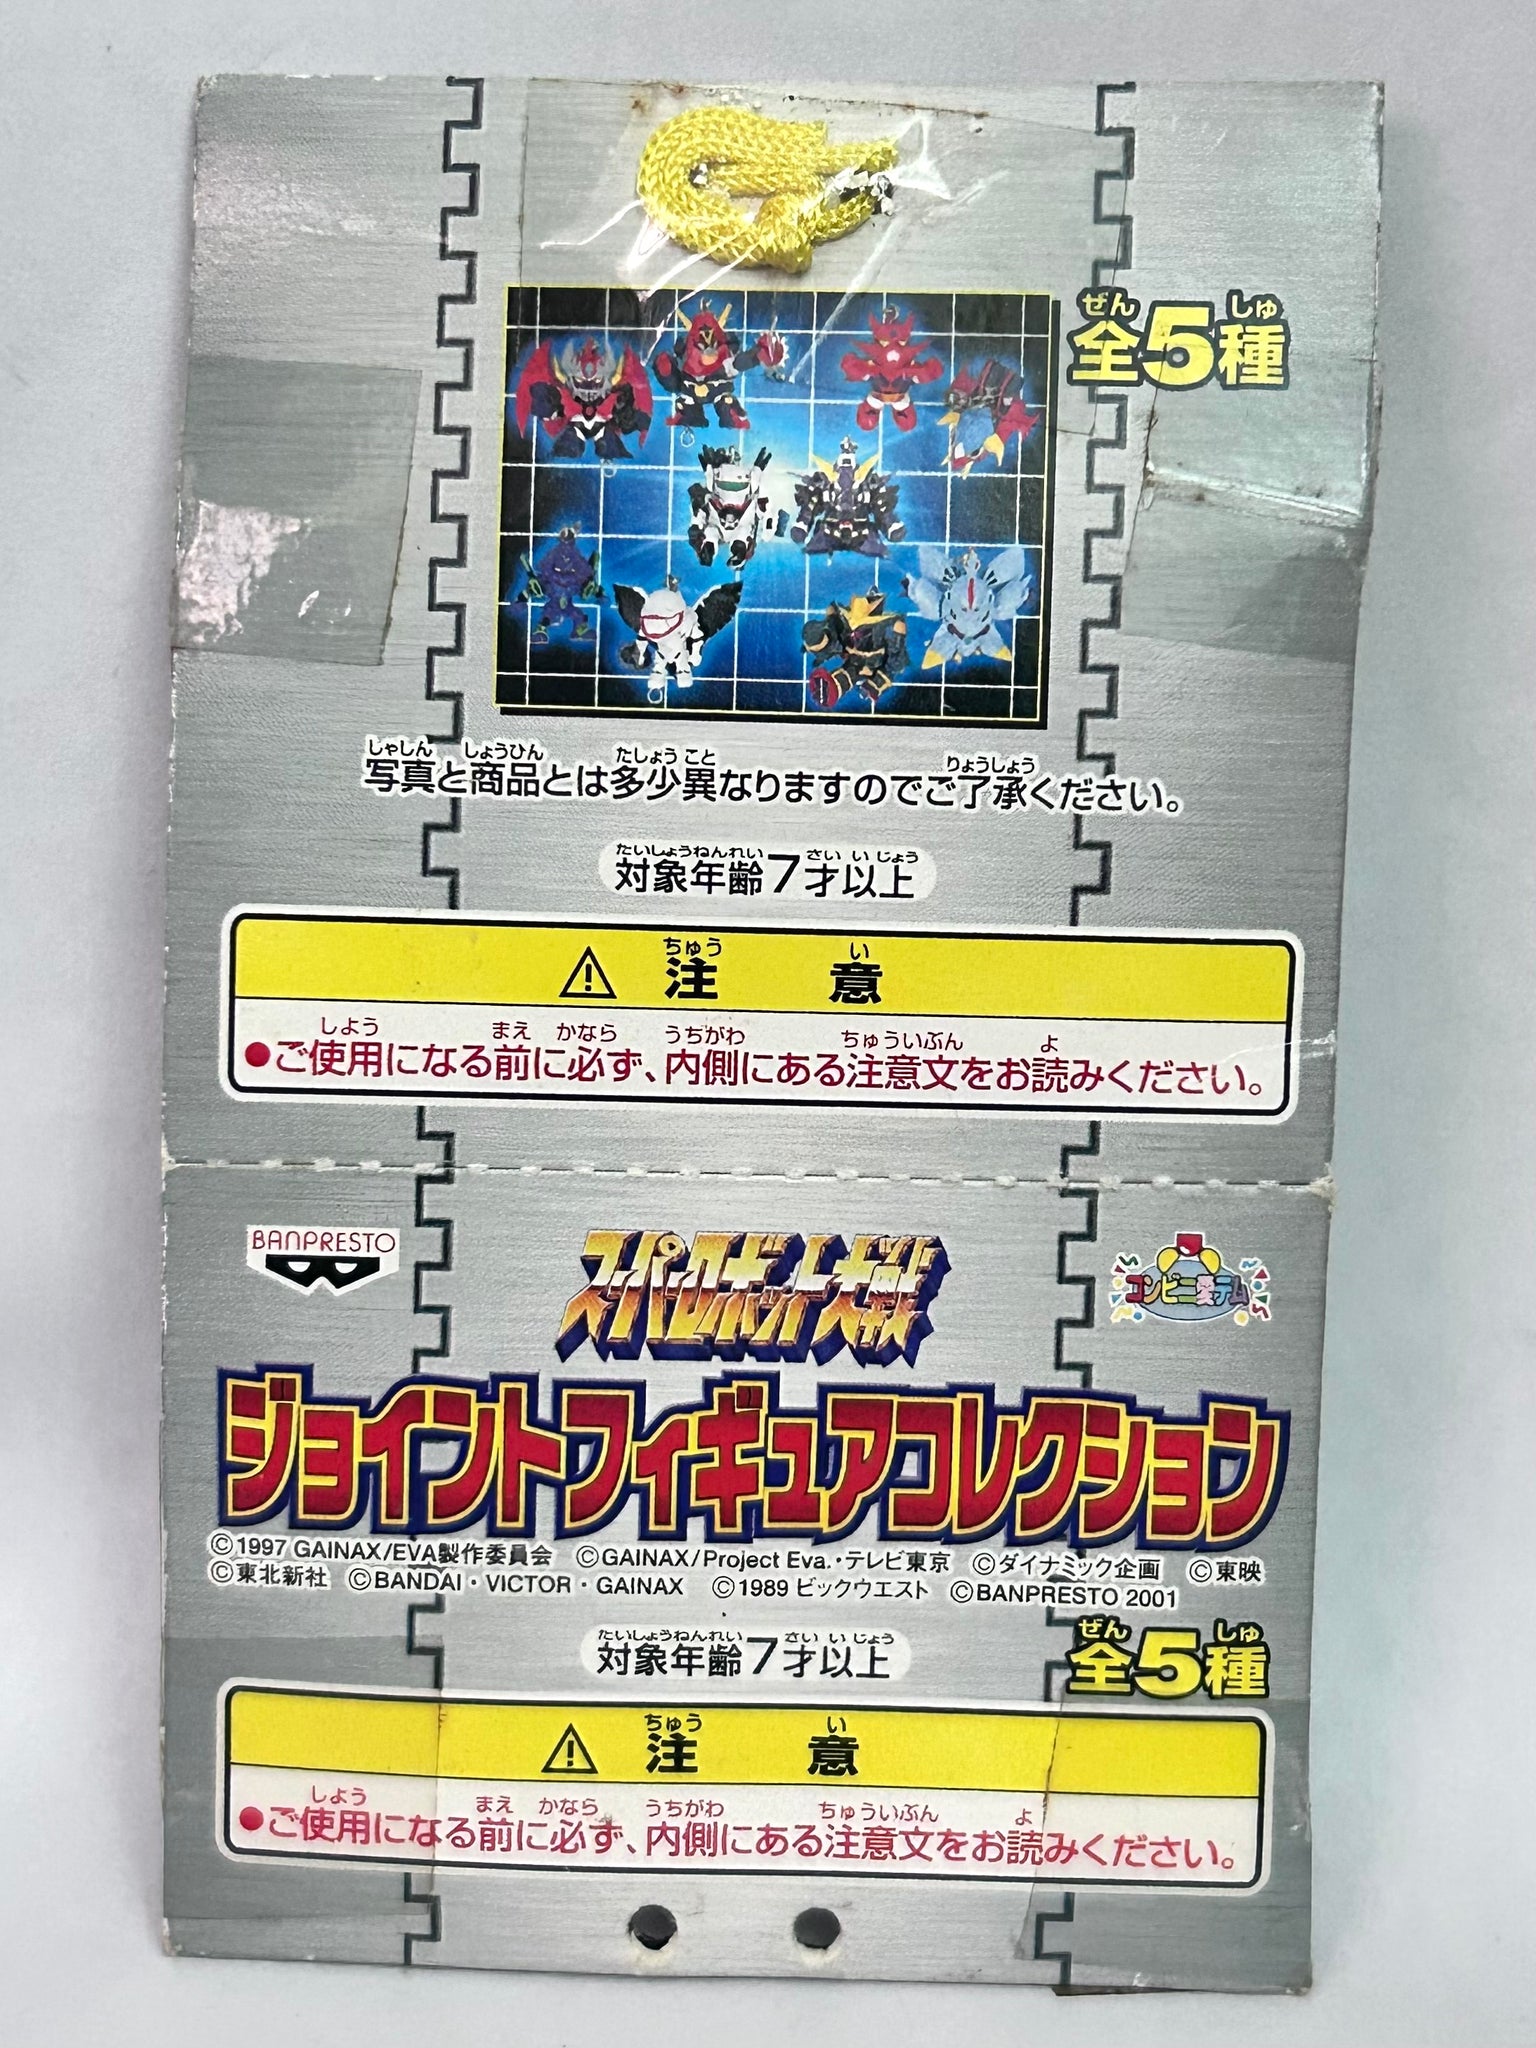 全5種
写真と商品とは多少異なりますのでご了承ください。
対象年齢7才以上
⚠ 注意
●ご使用になる前に必ず、内側にある注意文をお読みください。
BANPRESTO
スーパーロボット大戦
コンビニ愛テム
ジョイントフィギュアコレクション
©1997 GAINAX/EVA製作委員会 ©GAINAX/Project Eva.・テレビ東京 ©ダイナミック企画 ©東映
©東北新社 ©BANDAI・VICTOR・GAINAX ©1989 ビックウエスト ©BANPRESTO 2001
対象年齢7才以上
全5種
⚠ 注意
●ご使用になる前に必ず、内側にある注意文をお読みください。